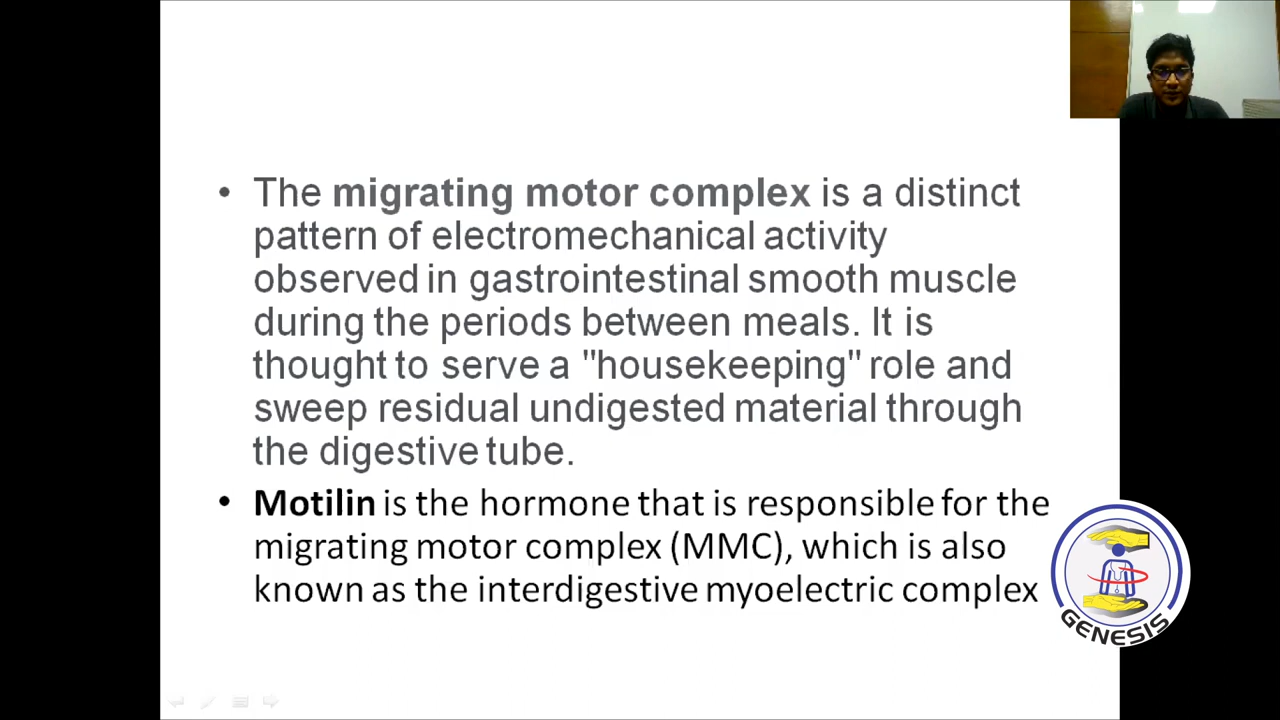 • The migrating motor complex is a distinct
pattern of electromechanical activity
observed in gastrointestinal smooth muscle
during the periods between meals. It is
thought to serve a "housekeeping" role and
sweep residual undigested material through
the digestive tube.
• Motilin is the hormone that is responsible for the
migrating motor complex (MMC), which is also
known as the interdigestive myoelectric complex
GENESIS